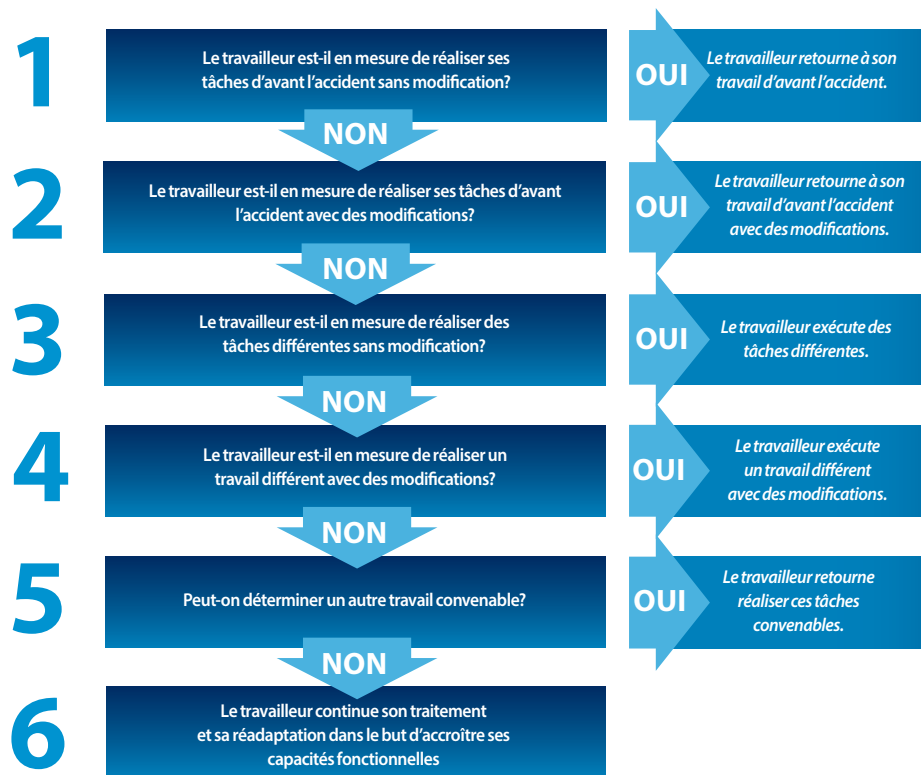 1
Le travailleur est-il en mesure de réaliser ses
tâches d'avant l'accident sans modification?
OUI
Le travailleur retourne à son
travail d'avant l'accident.
NON
2
Le travailleur est-il en mesure de réaliser ses tâches d'avant
l'accident avec des modifications?
OUI
Le travailleur retourne à son
travail d'avant l'accident
avec des modifications.
NON
3
Le travailleur est-il en mesure de réaliser des
tâches différentes sans modification?
OUI
Le travailleur exécute des
tâches différentes.
NON
4
Le travailleur est-il en mesure de réaliser un
travail différent avec des modifications?
OUI
Le travailleur exécute
un travail différent
avec des modifications.
NON
5
Peut-on déterminer un autre travail convenable?
OUI
Le travailleur retourne
réaliser ces tâches
convenables.
NON
6
Le travailleur continue son traitement
et sa réadaptation dans le but d'accroître ses
capacités fonctionnelles